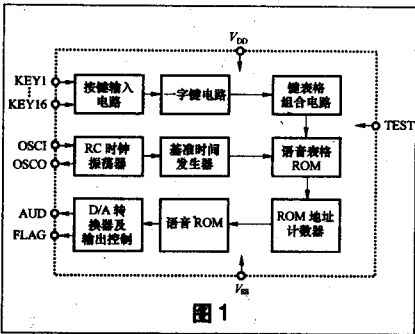 VDD
KEY1
KEY16
按键输入
电路
一字键电路
键表格
组合电路
TEST
OSCI
OSCO
RC 时钟
振荡器
基准时间
发生器
语音表格
ROM
AUD
FLAG
D/A 转
换器及
输出控制
语音 ROM
ROM 地址
计数器
VSS
图1